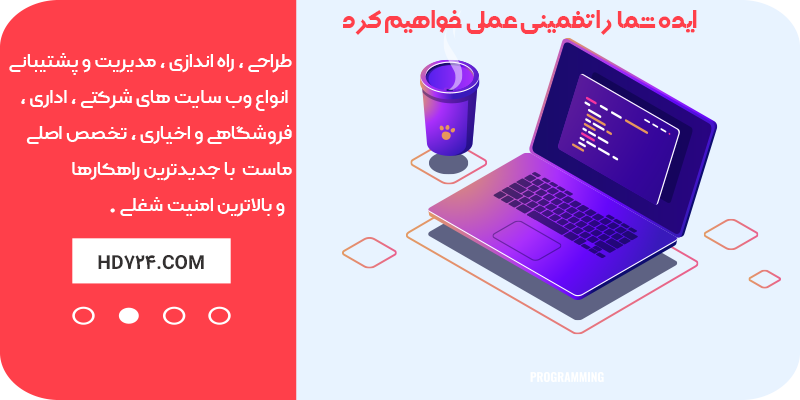 ایده شما را تضمینی عملی خواهیم کرد
طراحی ، راه اندازی ، مدیریت و پشتیبانی
انواع وب سایت های شرکتی ، اداری ،
فروشگاهی و اخباری ، تخصص اصلی
ماست با جدیدترین راهکارها
و بالاترین امنیت شغلی .
HDY۲۴.COM
PROGRAMMING